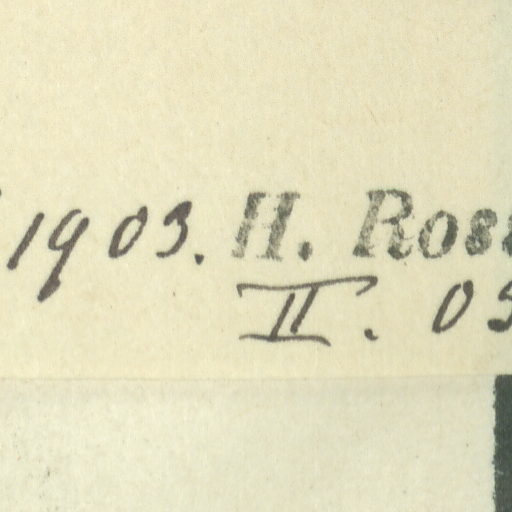 1903. H. Ros
II. 05